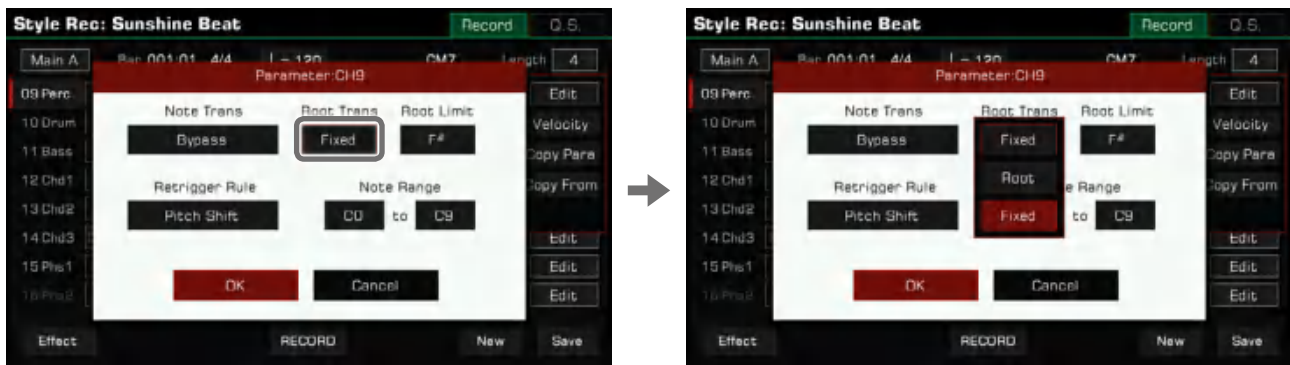 Style Rec: Sunshine Beat Record Q.S.
Main A Bar 001:01 4/4 = 120 CM7 Length 4
Parameter:CH9
09 Perc Edit
Note Trans Root Trans Root Limit
10 Drum Velocity
Bypass Fixed F#
11 Bass Copy Para
12 Chd1 Copy From
Retrigger Rule Note Range
13 Chd2
Pitch Shift C0 to C9
14 Chd3 Edit
15 Phs1 Edit
OK Cancel
16 Phs2 Edit
Effect RECORD New Save
Style Rec: Sunshine Beat Record Q.S.
Main A Bar 001:01 4/4 = 120 CM7 Length 4
Parameter:CH9
09 Perc Edit
Note Trans Root Trans Root Limit
10 Drum Velocity
Bypass Fixed F#
11 Bass Copy Para
Root
12 Chd1 Copy From
Retrigger Rule e Range
13 Chd2
Pitch Shift Fixed to C9
14 Chd3 Edit
15 Phs1 Edit
OK Cancel
16 Phs2 Edit
Effect RECORD New Save